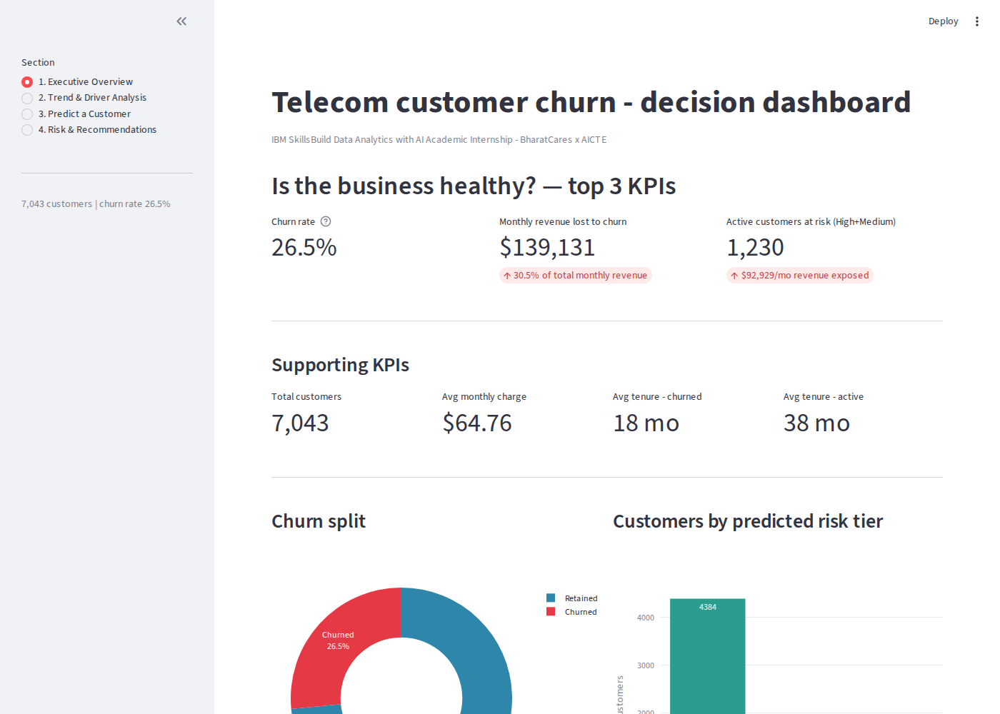 Deploy
Section
1. Executive Overview
2. Trend & Driver Analysis
3. Predict a Customer
4. Risk & Recommendations
7,043 customers | churn rate 26.5%
Telecom customer churn - decision dashboard
IBM SkillsBuild Data Analytics with AI Academic Internship - BharatCares x AICTE
Is the business healthy? — top 3 KPIs
Churn rate
26.5%
Monthly revenue lost to churn
$139,131
↑ 30.5% of total monthly revenue
Active customers at risk (High+Medium)
1,230
↑ $92,929/mo revenue exposed
Supporting KPIs
Total customers
7,043
Avg monthly charge
$64.76
Avg tenure - churned
18 mo
Avg tenure - active
38 mo
Churn split
Churned
26.5%
Retained
Churned
Customers by predicted risk tier
4384
4000
3000
2000